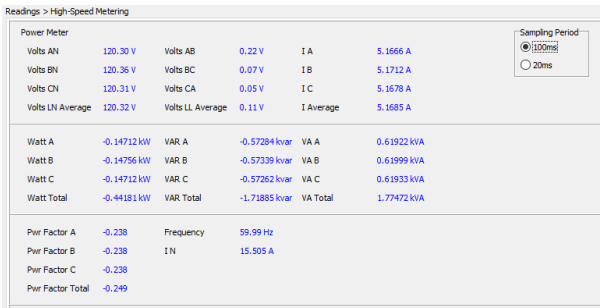 Readings > High-Speed Metering
Power Meter
Sampling Period
Volts AN 120.30 V Volts AB 0.22 V I A 5.1666 A
100ms
Volts BN 120.36 V Volts BC 0.07 V I B 5.1712 A
20ms
Volts CN 120.31 V Volts CA 0.05 V I C 5.1678 A
Volts LN Average 120.32 V Volts LL Average 0.11 V I Average 5.1685 A
Watt A -0.14712 kW VAR A -0.57284 kvar VA A 0.61922 kVA
Watt B -0.14756 kW VAR B -0.57339 kvar VA B 0.61999 kVA
Watt C -0.14712 kW VAR C -0.57262 kvar VA C 0.61933 kVA
Watt Total -0.44181 kW VAR Total -1.71885 kvar VA Total 1.77472 kVA
Pwr Factor A -0.238 Frequency 59.99 Hz
Pwr Factor B -0.238 I N 15.505 A
Pwr Factor C -0.238
Pwr Factor Total -0.249